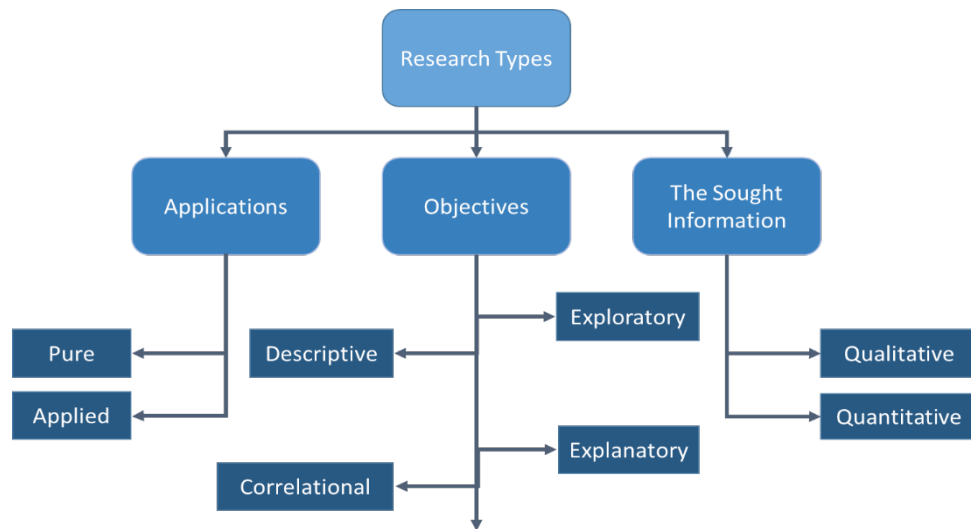 Research Types
Applications
Objectives
The Sought
Information
Exploratory
Pure
Descriptive
Qualitative
Applied
Quantitative
Explanatory
Correlational